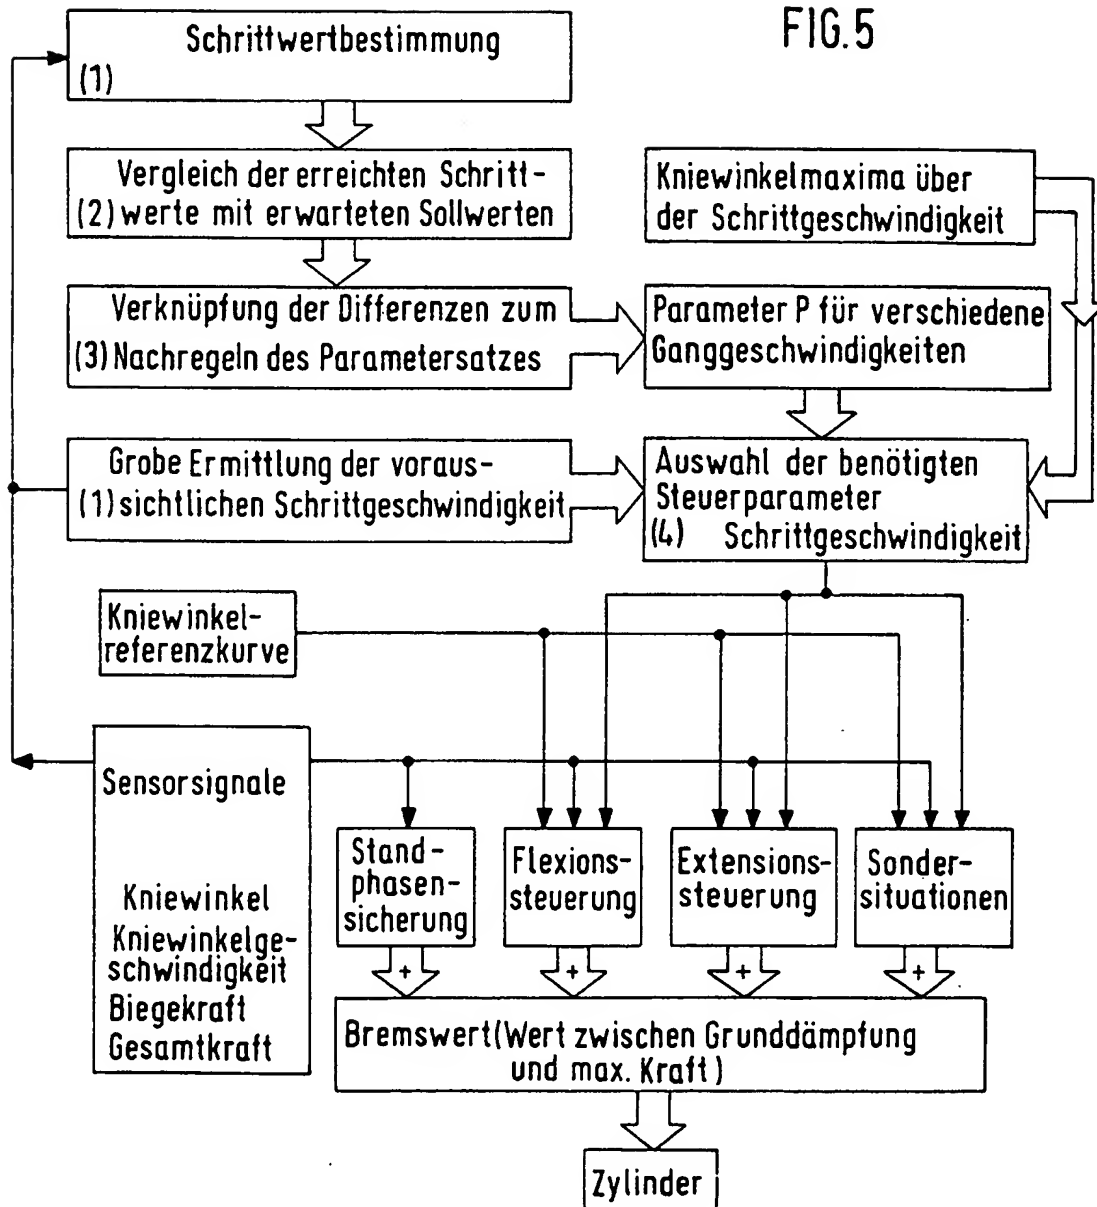 FIG.5
Schrittwertbestimmung
(1)
Vergleich der erreichten Schritt-
(2) werte mit erwarteten Sollwerten
Kniewinkelmaxima über
der Schrittgeschwindigkeit
Verknüpfung der Differenzen zum
(3) Nachregeln des Parametersatzes
Parameter P für verschiedene
Ganggeschwindigkeiten
Grobe Ermittlung der voraus-
(1) sichtlichen Schrittgeschwindigkeit
Auswahl der benötigten
Steuerparameter
(4) Schrittgeschwindigkeit
Kniewinkel-
referenzkurve
Sensorsignale
Kniewinkel
Kniewinkelge-
schwindigkeit
Biegekraft
Gesamtkraft
Stand-
phasen-
sicherung
Flexions-
steuerung
Extensions-
steuerung
Sonder-
situationen
+ + + +
Bremswert (Wert zwischen Grunddämpfung
und max. Kraft)
Zylinder